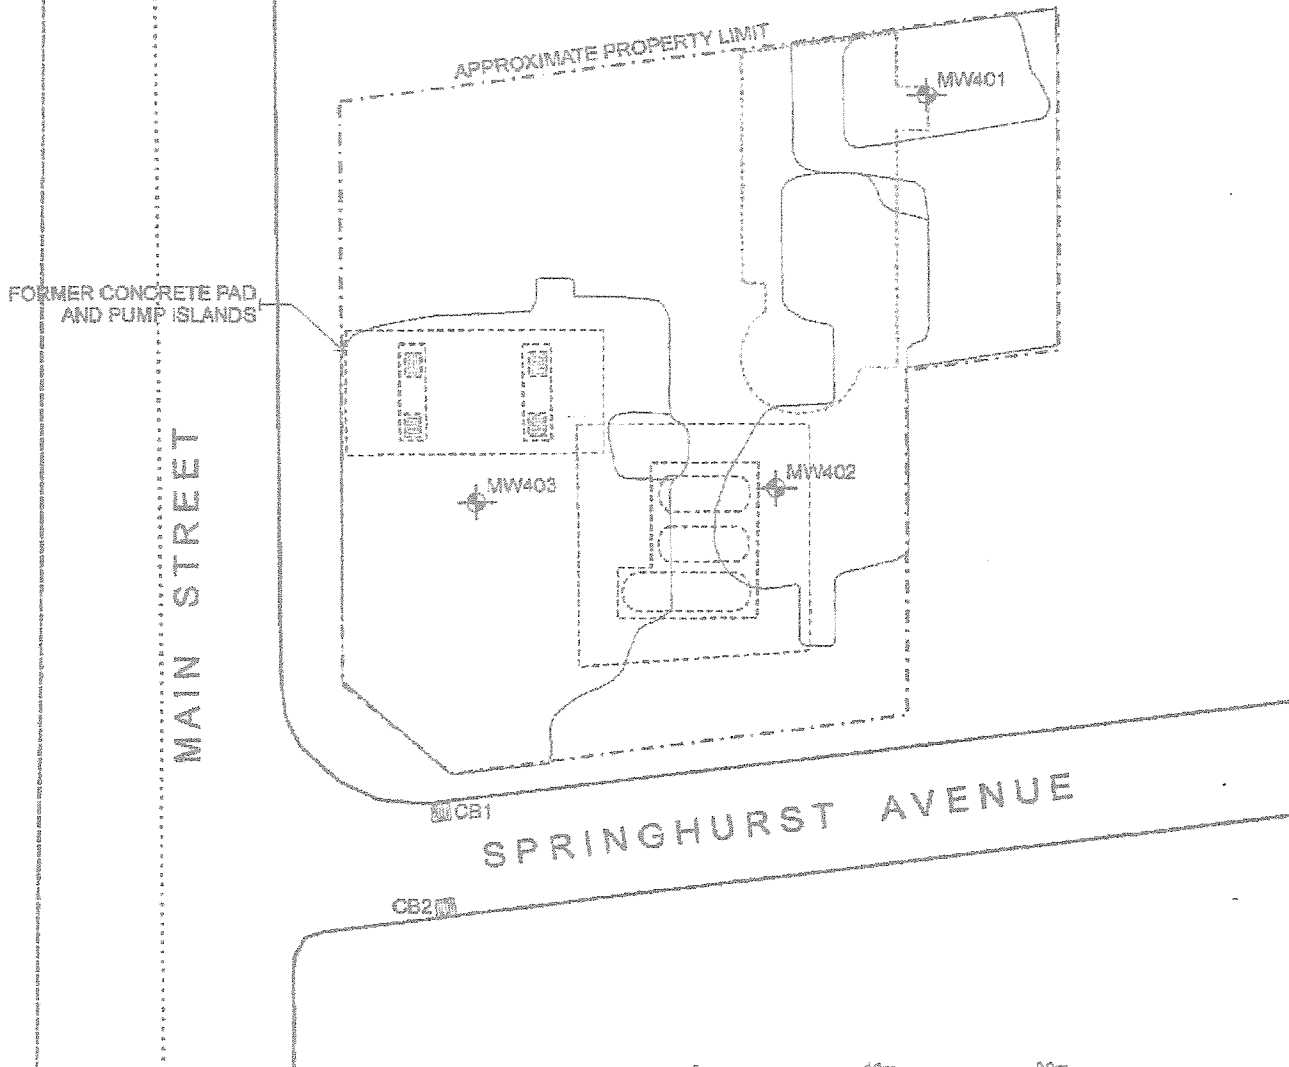 APPROXIMATE PROPERTY LIMIT
MW401
FORMER CONCRETE PAD
AND PUMP ISLANDS
MW403
MW402
MAIN STREET
CB1
SPRINGHURST AVENUE
CB2